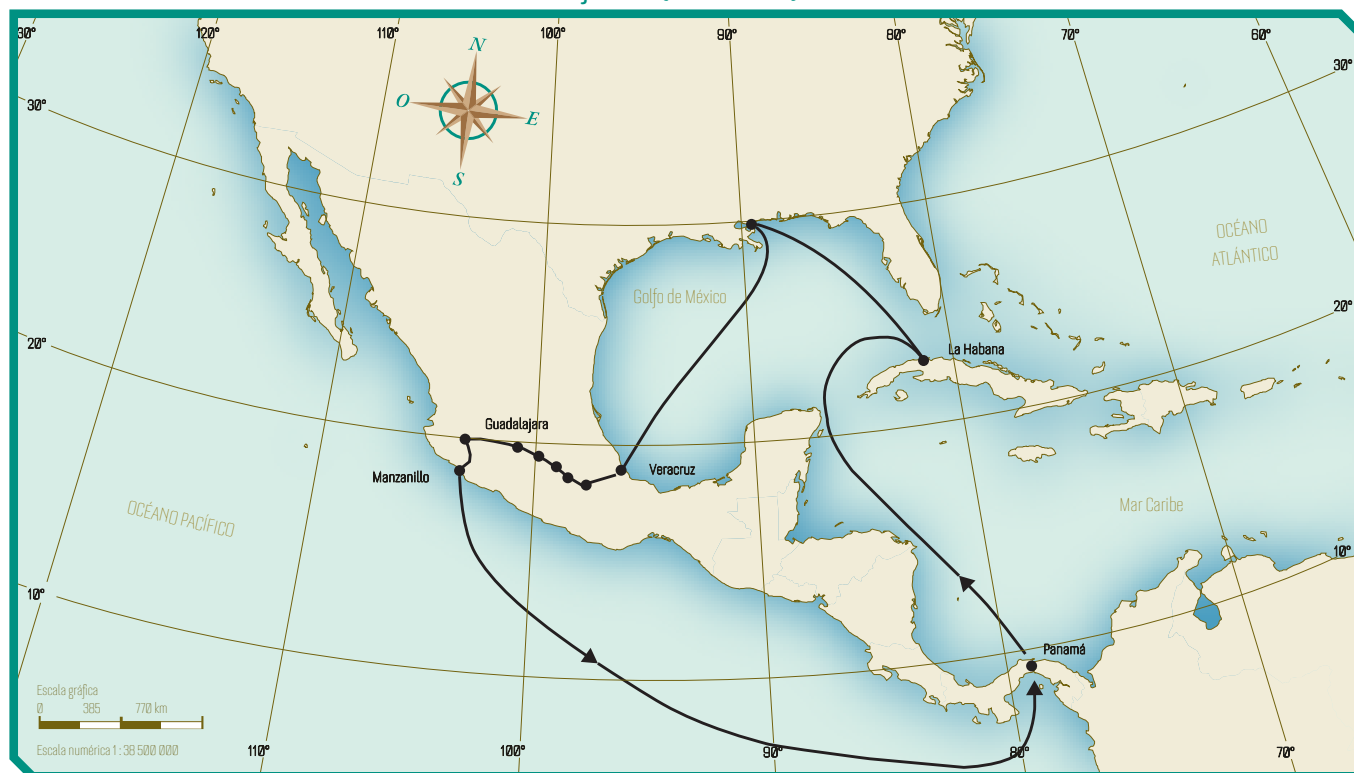 130°
120°
110°
100°
90°
80°
70°
60°
30°
30°
N
O
E
S
OCÉANO
ATLÁNTICO
Golfo de México
20°
20°
La Habana
Guadalajara
Manzanillo
Veracruz
OCÉANO PACÍFICO
Mar Caribe
10°
10°
Panamá
Escala gráfica
0 385 770 km
Escala numérica 1 : 38 500 000
110°
100°
90°
80°
70°